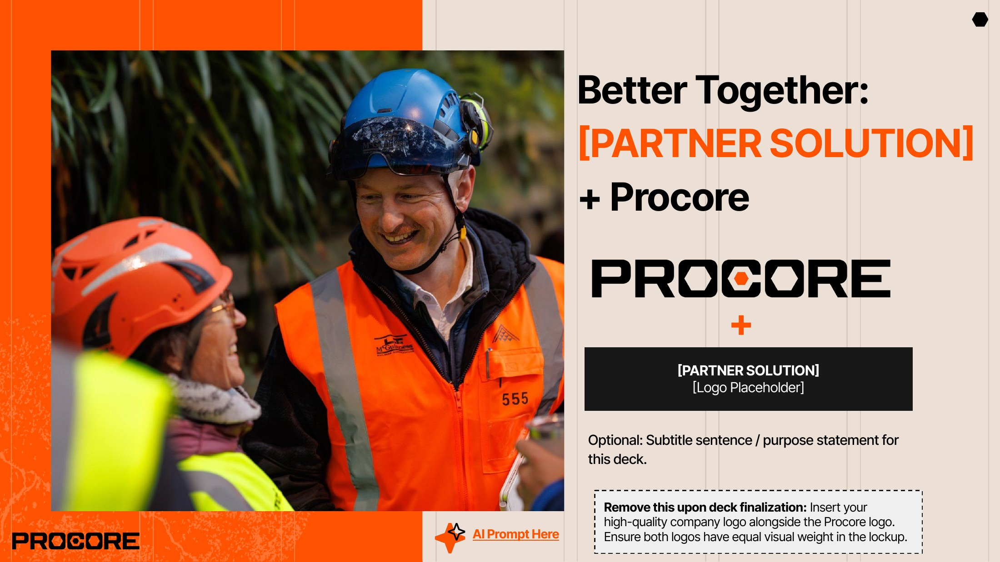 Better Together:
[PARTNER SOLUTION]
+ Procore
PROCORE
+
[PARTNER SOLUTION]
[Logo Placeholder]
Optional: Subtitle sentence / purpose statement for
this deck.
Remove this upon deck finalization: Insert your
high-quality company logo alongside the Procore logo.
Ensure both logos have equal visual weight in the lockup.
AI Prompt Here
PROCORE
McGuinness
555